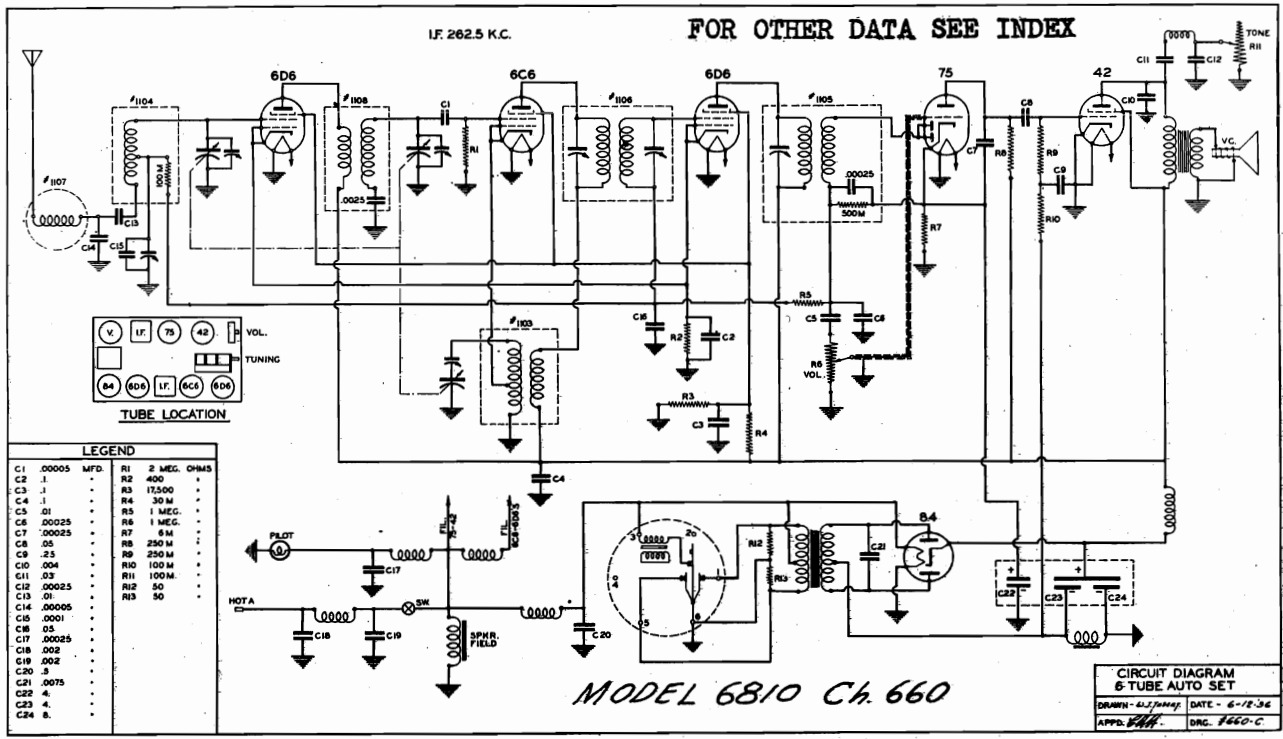 FOR OTHER DATA SEE INDEX
I.F. 262.5 K.C.
TONE
R11
C11
C12
6D6
6C6
6D6
75
42
#1104
#1108
#1106
#1105
C1
C8
C10
R1
100 M
.0025
.00025
500 M
C7
R8
R9
C9
R10
V.C.
#1107
C13
C14
C15
R7
R5
C16
C5
C6
R2
C2
R6
VOL.
#1103
R3
C3
R4
C4
V.
I.F.
75
42
VOL.
TUNING
84
6D6
I.F.
6C6
6D6
TUBE LOCATION
LEGEND
C1 .00005 MFD. R1 2 MEG. OHMS
C2 .1 " R2 400 "
C3 .1 " R3 17,500 "
C4 .1 " R4 30 M "
C5 .01 " R5 1 MEG. "
C6 .00025 " R6 1 MEG. "
C7 .00025 " R7 6 M "
C8 .05 " R8 250 M "
C9 .25 " R9 250 M "
C10 .004 " R10 100 M "
C11 .03 " R11 100 M. "
C12 .00025 " R12 50 "
C13 .01 " R13 50 "
C14 .00005 "
C15 .0001 "
C16 .05 "
C17 .00025 "
C18 .002 "
C19 .002 "
C20 .5 "
C21 .0075 "
C22 4. "
C23 4. "
C24 8. "
PILOT
C17
FIL.
75-42
FIL.
HOT A
C18
C19
SW.
SPKR.
FIELD
C20
3
2
4
1
5
6
R12
R13
C21
84
C22
C23
C24
MODEL 6810 Ch. 660
CIRCUIT DIAGRAM
6 TUBE AUTO SET
DRAWN-
DATE - 6-12-36
APPD.
DRG. #660-C